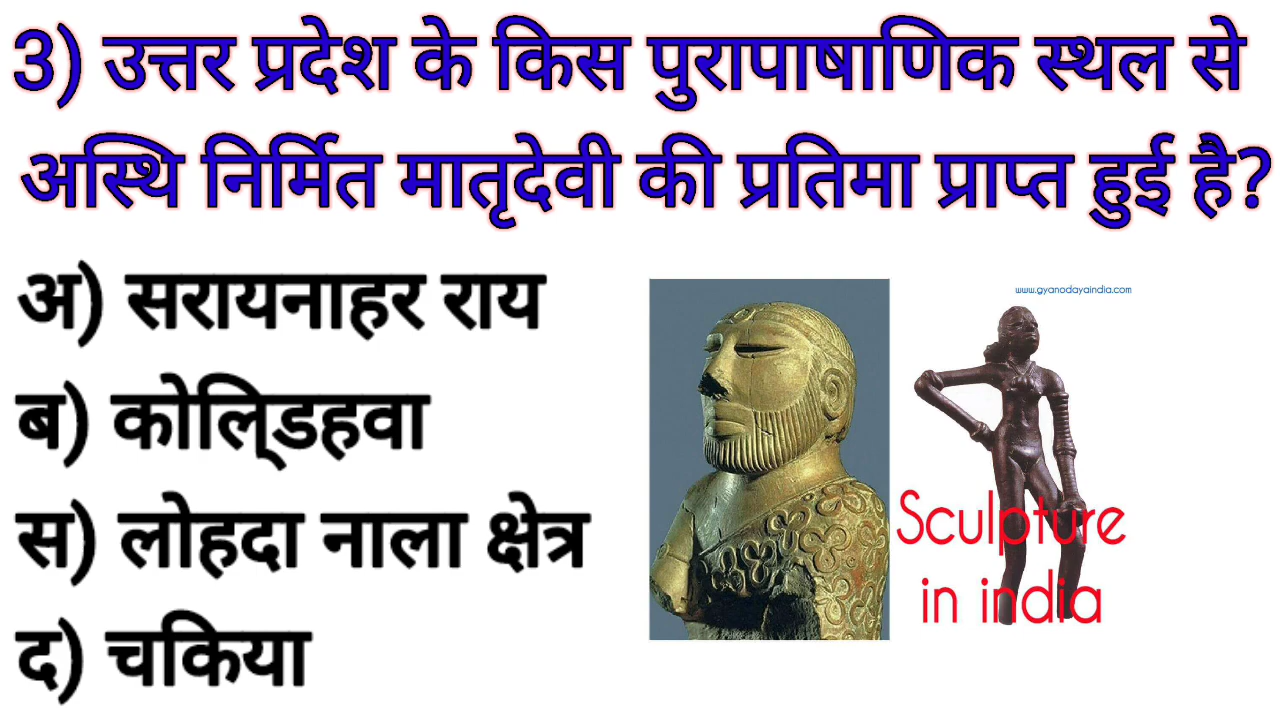 3) उत्तर प्रदेश के किस पुरापाषाणिक स्थल से
अस्थि निर्मित मातृदेवी की प्रतिमा प्राप्त हुई है?
अ) सरायनाहर राय
ब) कोल्डिहवा
स) लोहदा नाला क्षेत्र
द) चकिया
www.gyanodayaindia.com
Sculpture
in india